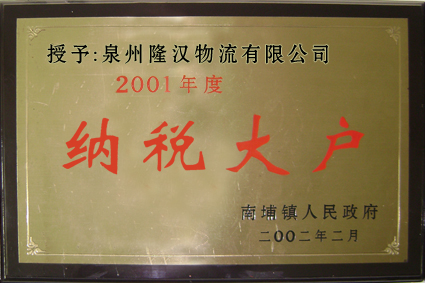 授予:泉州隆汉物流有限公司
2001年度
纳税大户
南埔镇人民政府
二〇〇二年二月